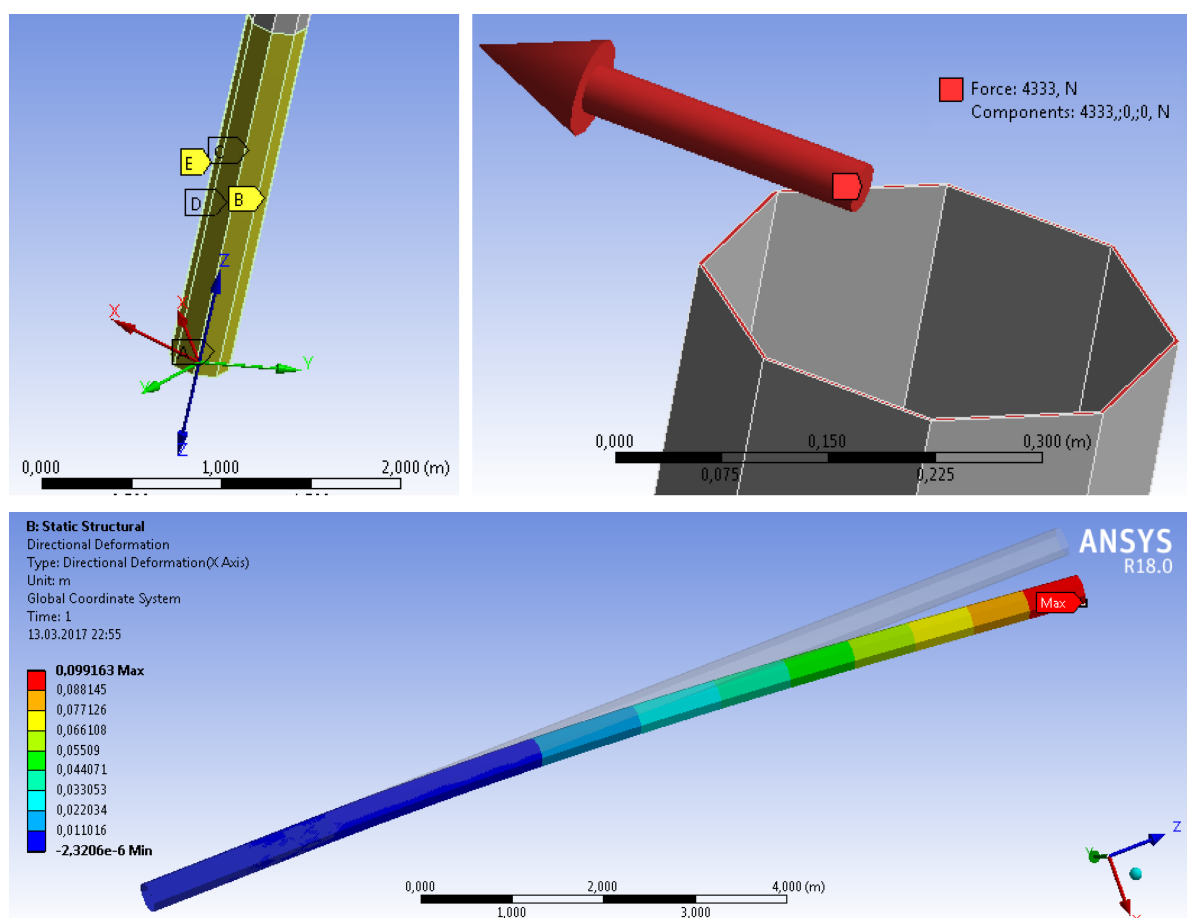 E
C
D
B
Z
X
X
A
Y
Y
Z
0,000
1,000
2,000 (m)
Force: 4333, N
Components: 4333,;0,;0, N
0,000
0,150
0,300 (m)
0,075
0,225
B: Static Structural
Directional Deformation
Type: Directional Deformation(X Axis)
Unit: m
Global Coordinate System
Time: 1
13.03.2017 22:55
0,099163 Max
0,088145
0,077126
0,066108
0,05509
0,044071
0,033053
0,022034
0,011016
-2,3206e-6 Min
ANSYS
R18.0
Max
Z
Y
0,000
2,000
4,000 (m)
1,000
3,000